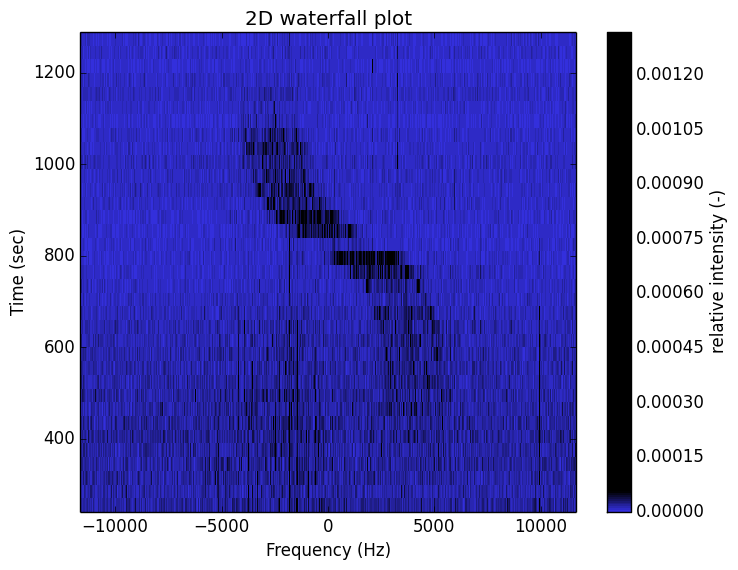 2D waterfall plot
1200
1000
800
600
400
Time (sec)
−10000 −5000 0 5000 10000
Frequency (Hz)
0.00120
0.00105
0.00090
0.00075
0.00060
0.00045
0.00030
0.00015
0.00000
relative intensity (-)